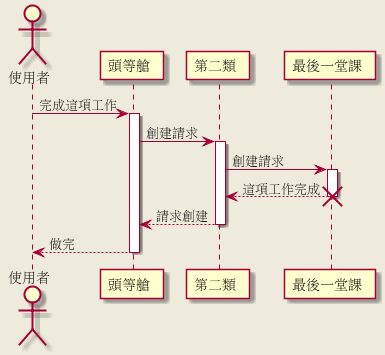 使用者
頭等艙
第二類
最後一堂課
完成這項工作
創建請求
創建請求
這項工作完成
請求創建
做完
使用者
頭等艙
第二類
最後一堂課